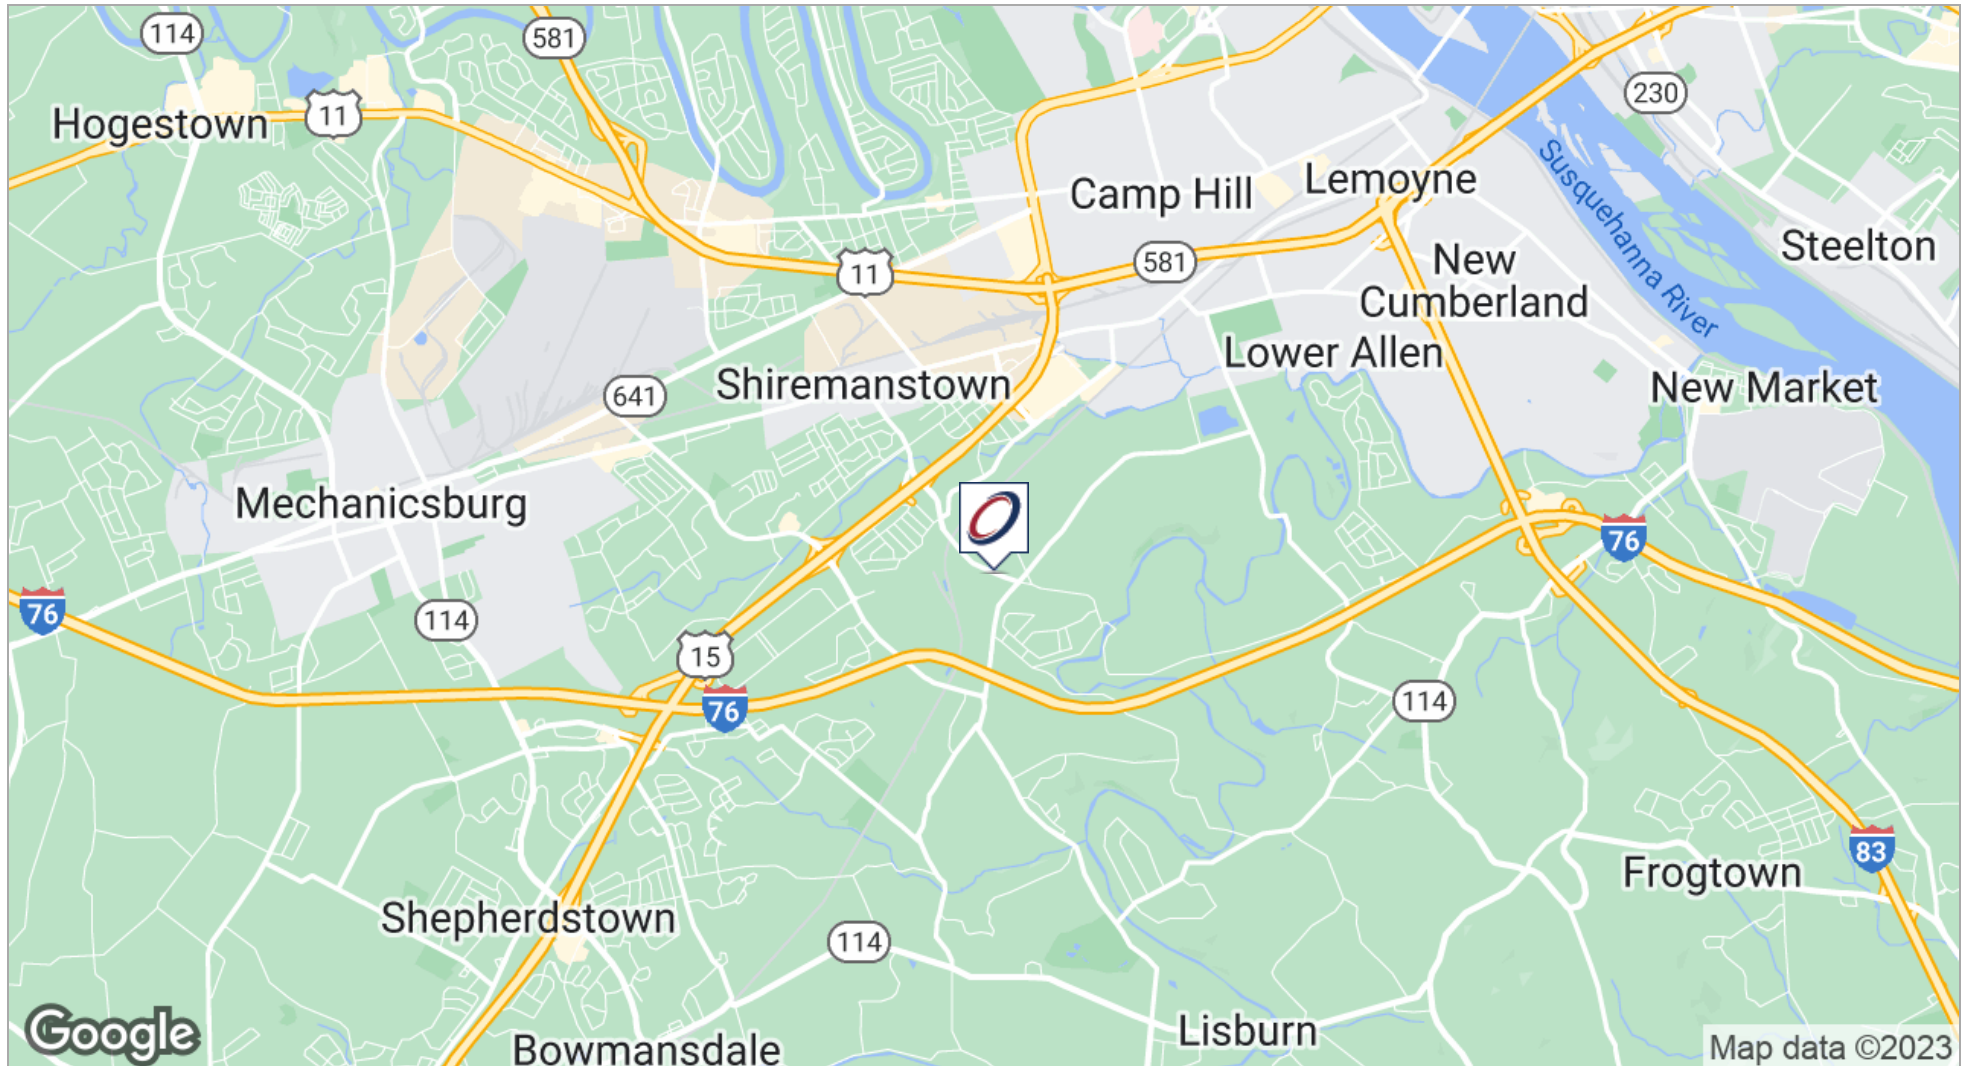 114
581
230
Hogestown
11
Camp Hill
Lemoyne
Susquehanna River
Steelton
11
581
New
Cumberland
Lower Allen
Shiremanstown
641
New Market
Mechanicsburg
76
76
114
15
76
114
83
Frogtown
Shepherdstown
114
Lisburn
Bowmansdale
Google
Map data ©2023